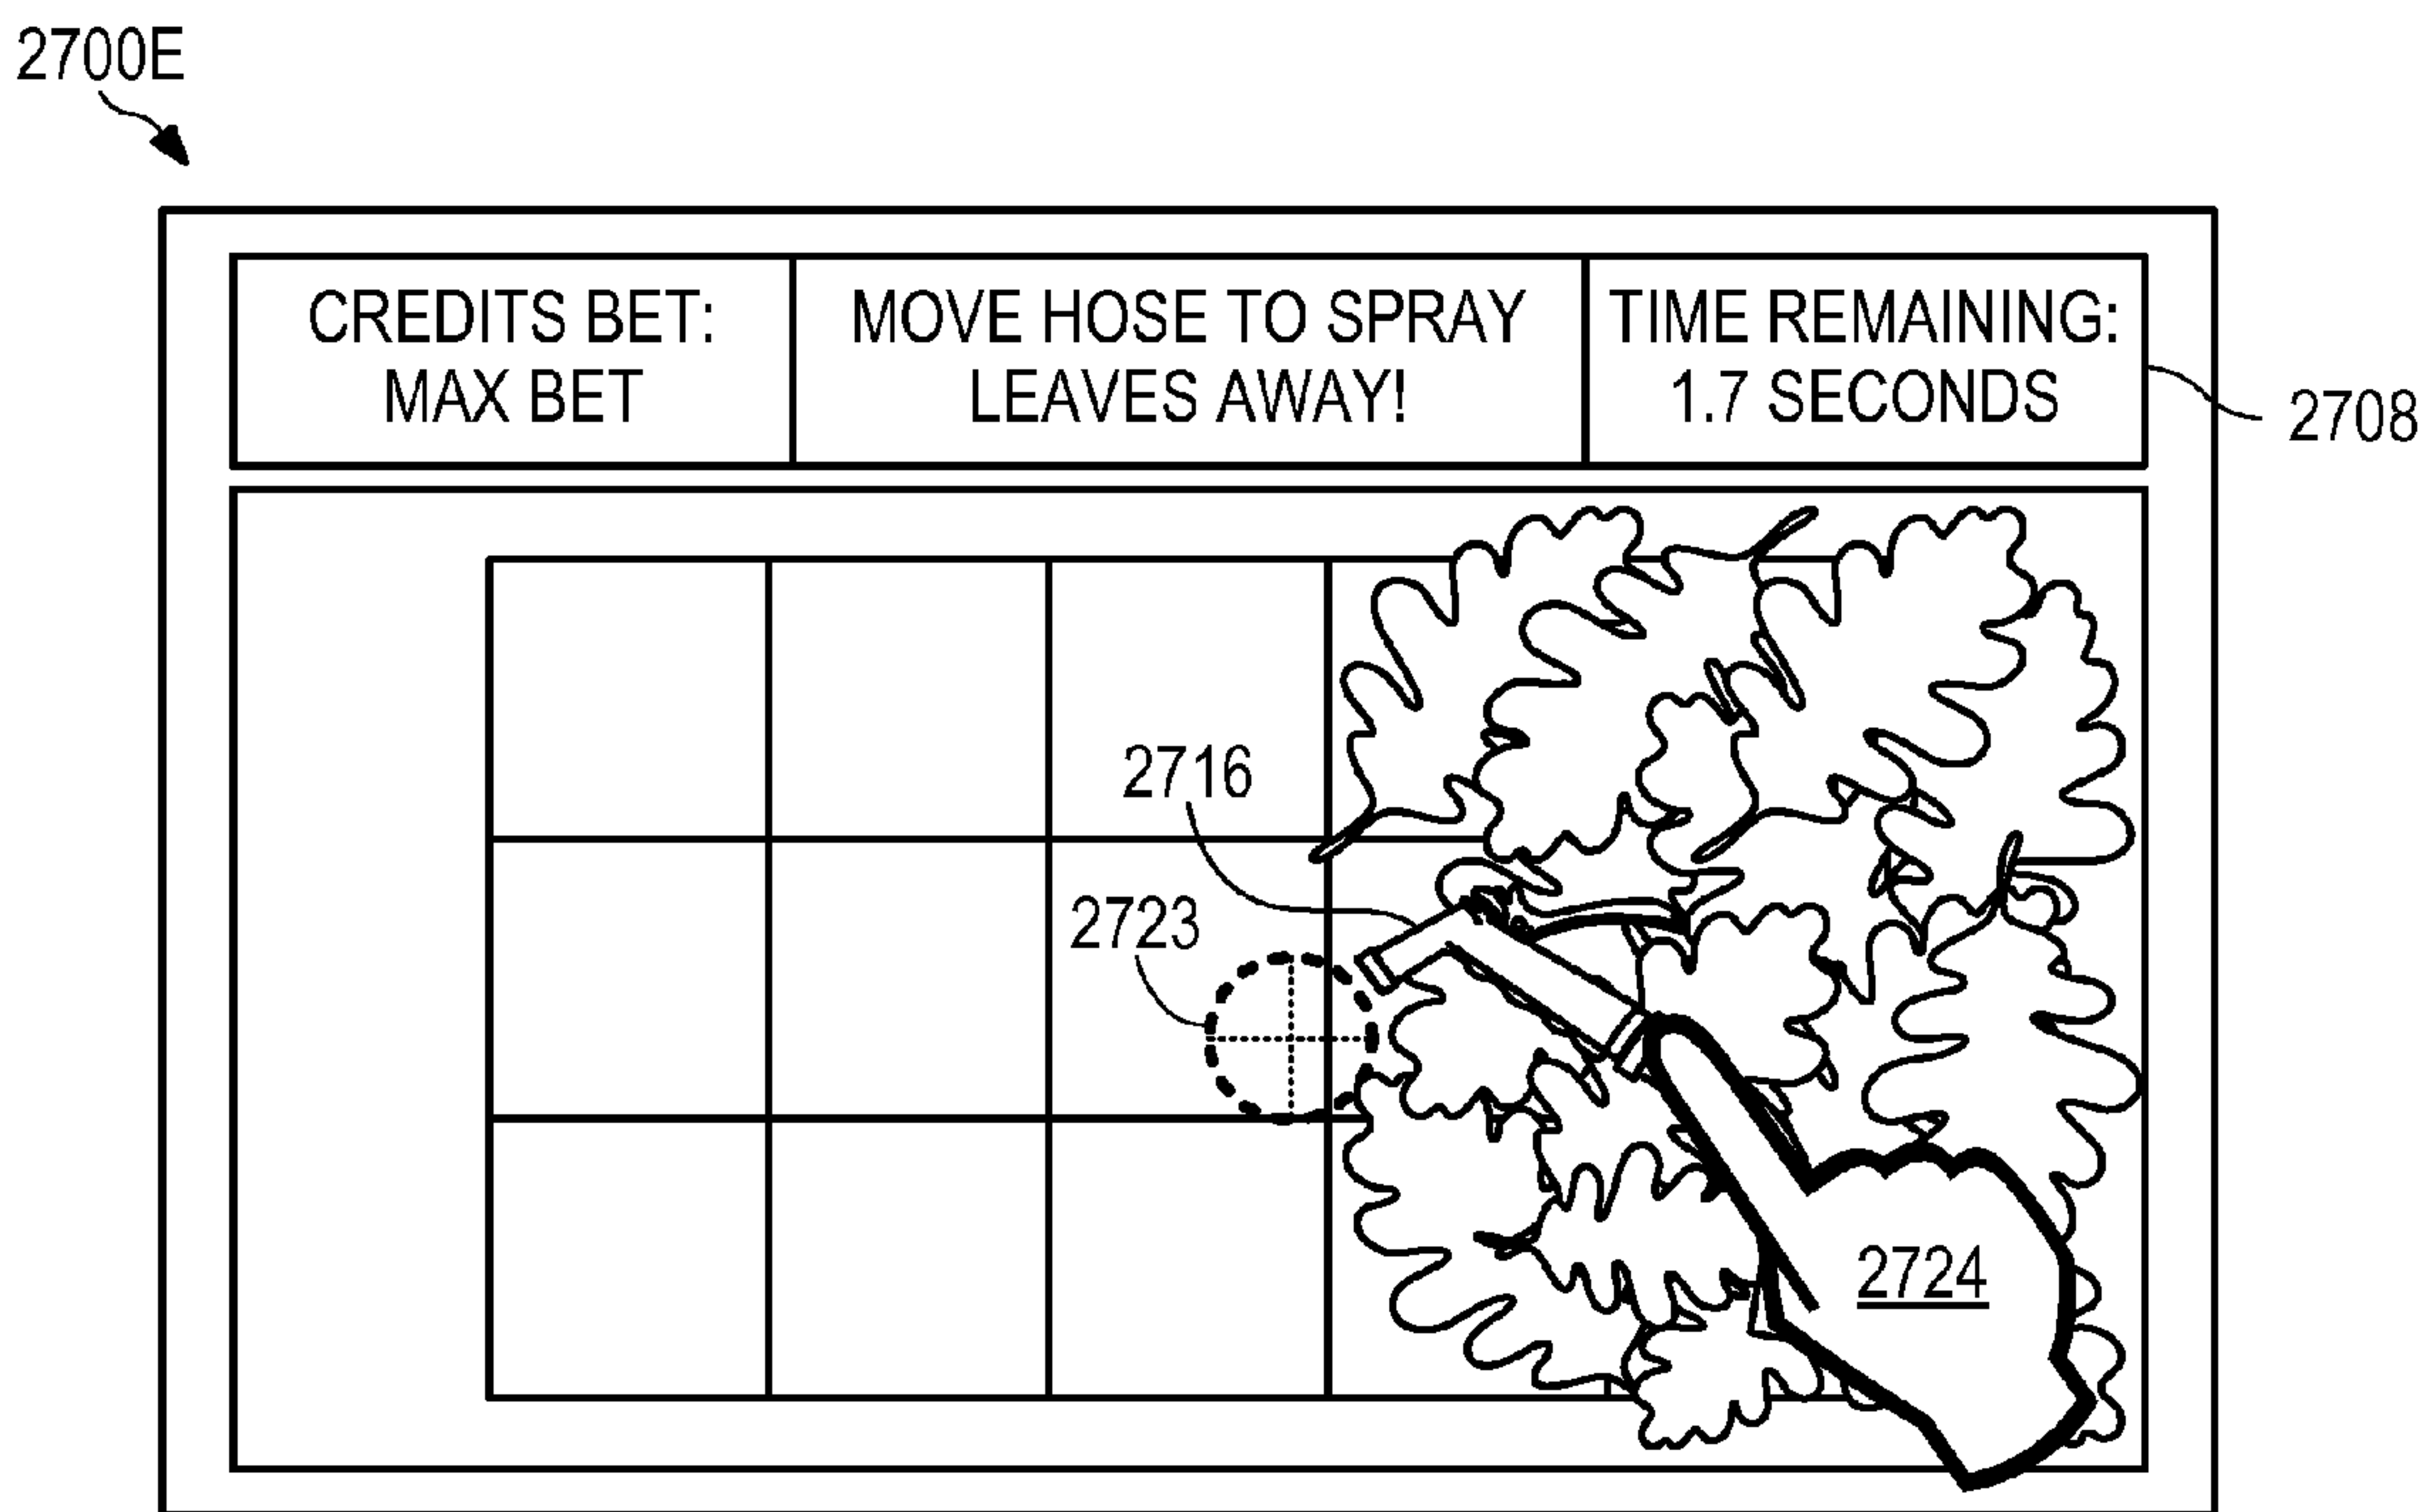 2700E
CREDITS BET:
MAX BET
MOVE HOSE TO SPRAY
LEAVES AWAY!
TIME REMAINING:
1.7 SECONDS
2708
2716
2723
2724